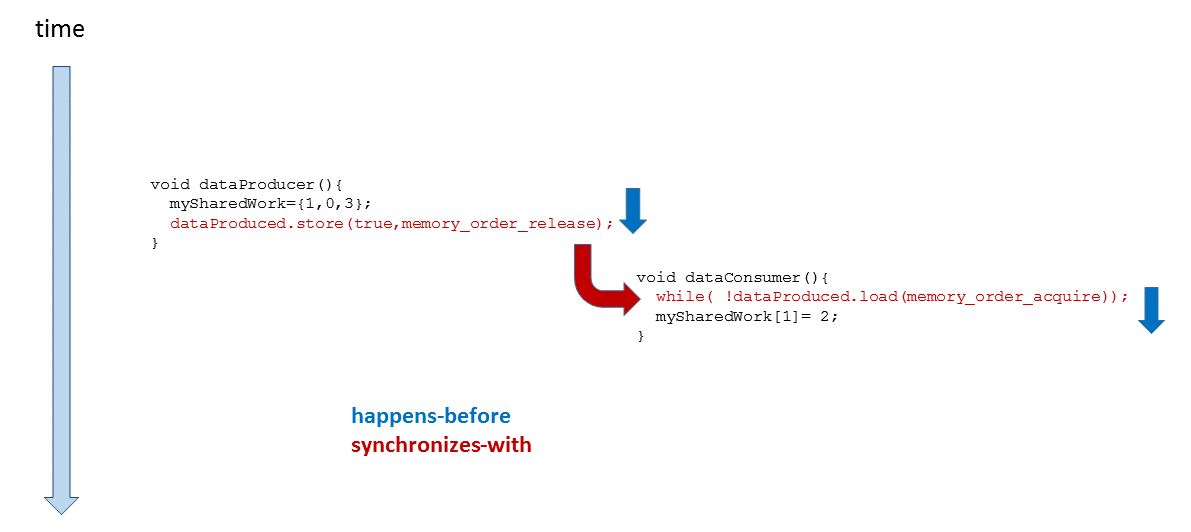 time
void dataProducer(){
  mySharedWork={1,0,3};
  dataProduced.store(true,memory_order_release);
}
void dataConsumer(){
  while( !dataProduced.load(memory_order_acquire));
  mySharedWork[1]= 2;
}
happens-before
synchronizes-with